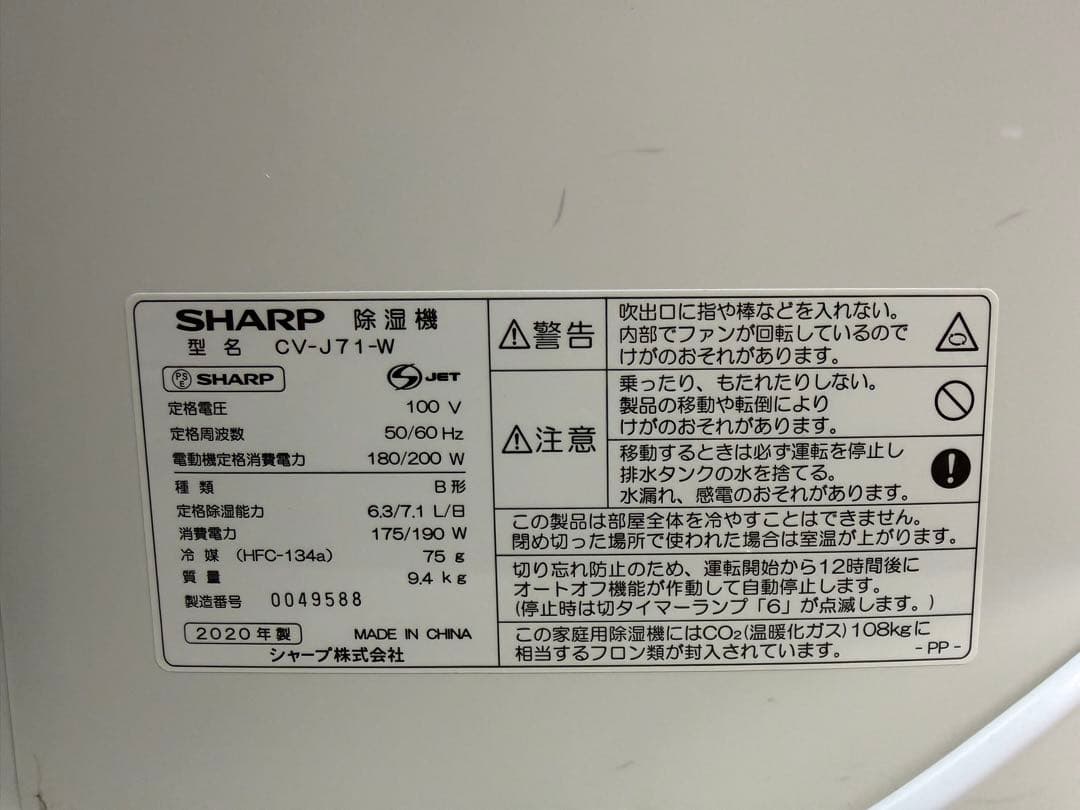 SHARP 除湿機
型名 CV-J71-W
PSE SHARP
S JET
定格電圧 100 V
定格周波数 50/60 Hz
電動機定格消費電力 180/200 W
種類 B形
定格除湿能力 6.3/7.1 L/日
消費電力 175/190 W
冷媒 (HFC-134a) 75 g
質量 9.4 kg
製造番号 0049588
2020年製 MADE IN CHINA
シャープ株式会社
警告
吹出口に指や棒などを入れない。
内部でファンが回転しているので
けがのおそれがあります。
注意
乗ったり、もたれたりしない。
製品の移動や転倒により
けがのおそれがあります。
移動するときは必ず運転を停止し
排水タンクの水を捨てる。
水漏れ、感電のおそれがあります。
この製品は部屋全体を冷やすことはできません。
閉め切った場所で使われた場合は室温が上がります。
切り忘れ防止のため、運転開始から12時間後に
オートオフ機能が作動して自動停止します。
(停止時は切タイマーランプ「6」が点滅します。)
この家庭用除湿機にはCO₂(温暖化ガス)108kgに
相当するフロン類が封入されています。 -PP-